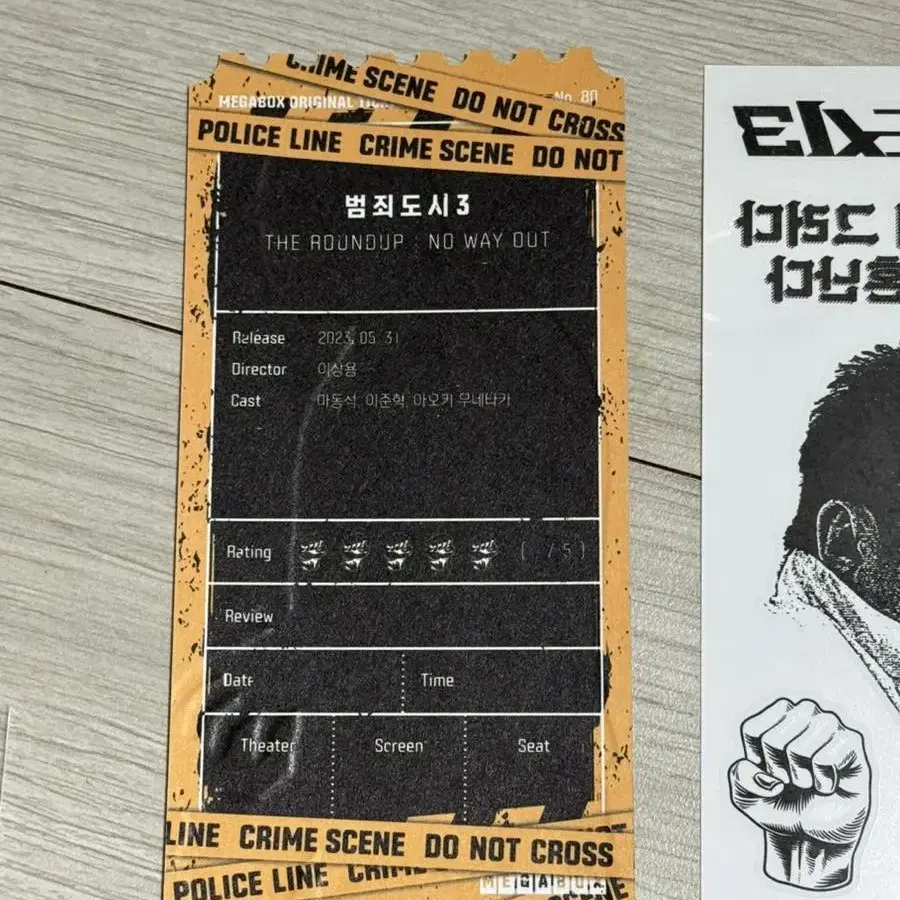 CRIME SCENE DO NOT CROSS
MEGABOX ORIGINAL No. 80
POLICE LINE CRIME SCENE DO NOT
범죄도시3
THE ROUNDUP : NO WAY OUT
Release 2023. 05. 31
Director 이상용
Cast 마동석, 이준혁, 아오키 무네타카
Rating ( / 5 )
Review
Date Time
Theater Screen Seat
LINE CRIME SCENE DO NOT CROSS
POLICE LINE
MEGABOX
SCENE